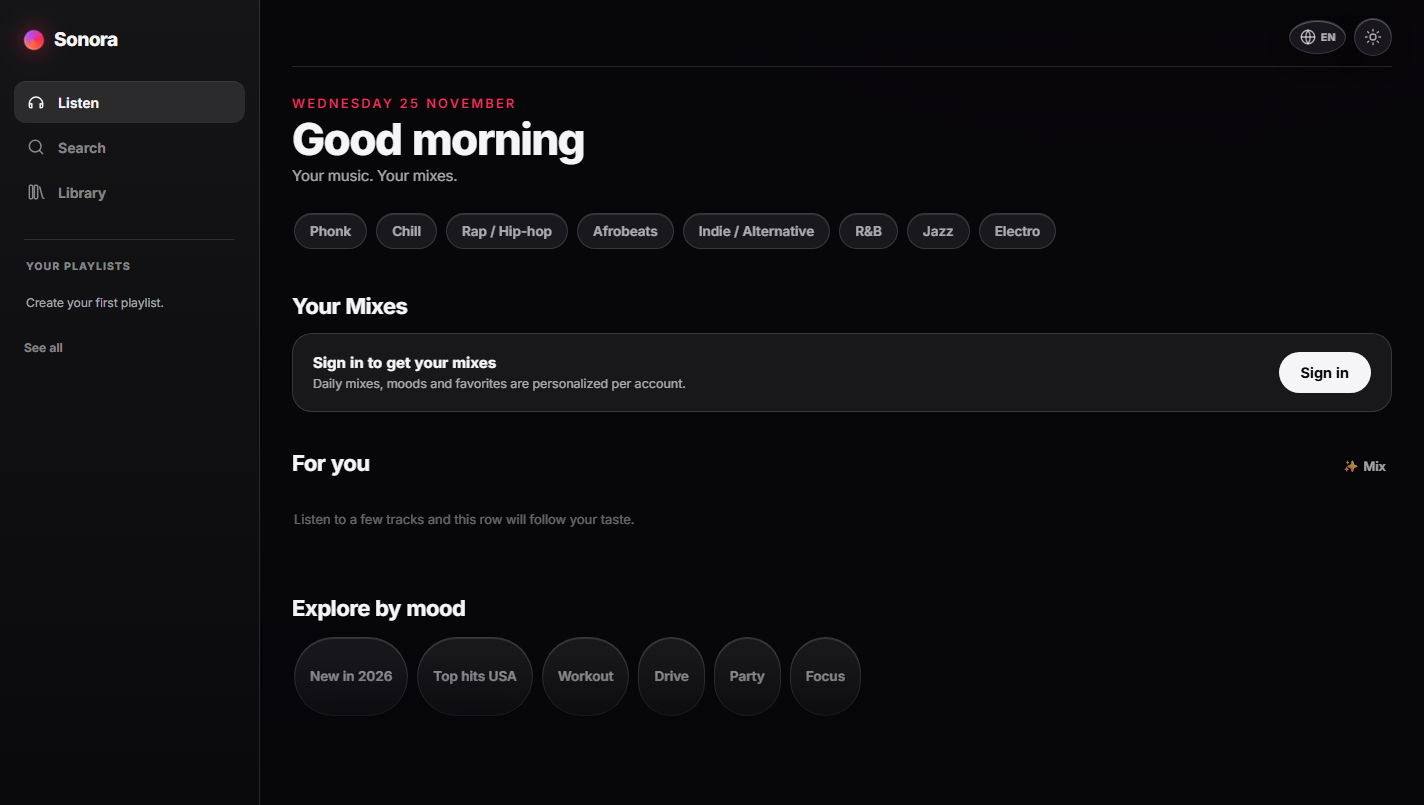 Sonora
EN
Listen
Search
Library
YOUR PLAYLISTS
Create your first playlist.
See all
WEDNESDAY 25 NOVEMBER
Good morning
Your music. Your mixes.
Phonk
Chill
Rap / Hip-hop
Afrobeats
Indie / Alternative
R&B
Jazz
Electro
Your Mixes
Sign in to get your mixes
Daily mixes, moods and favorites are personalized per account.
Sign in
For you
✨ Mix
Listen to a few tracks and this row will follow your taste.
Explore by mood
New in 2026
Top hits USA
Workout
Drive
Party
Focus